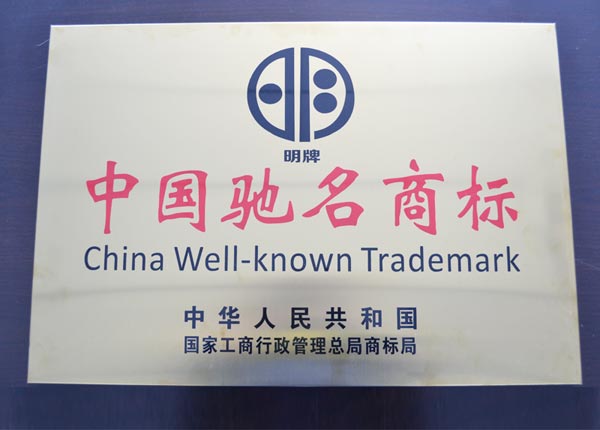 明牌
中国驰名商标
China Well-known Trademark
中华人民共和国
国家工商行政管理总局商标局